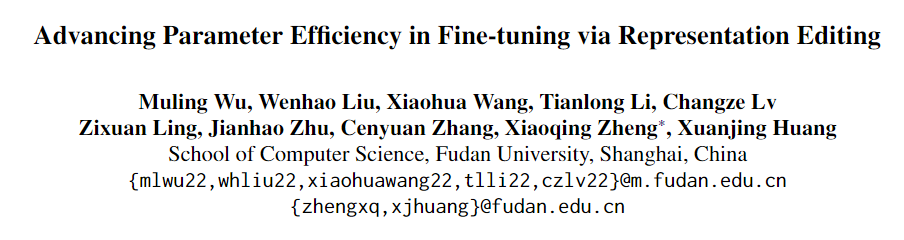 Advancing Parameter Efficiency in Fine-tuning via Representation Editing
Muling Wu, Wenhao Liu, Xiaohua Wang, Tianlong Li, Changze Lv
Zixuan Ling, Jianhao Zhu, Cenyuan Zhang, Xiaoqing Zheng*, Xuanjing Huang
School of Computer Science, Fudan University, Shanghai, China
{mlwu22,whliu22,xiaohuawang22,tlli22,czlv22}@m.fudan.edu.cn
{zhengxq,xjhuang}@fudan.edu.cn